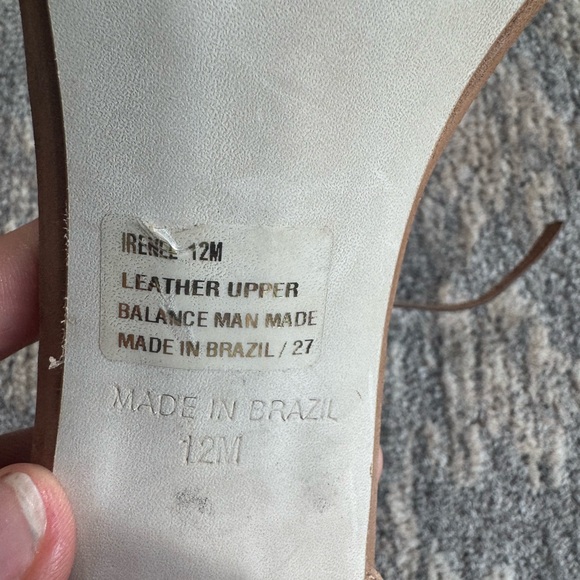 IRENEE 12M
LEATHER UPPER
BALANCE MAN MADE
MADE IN BRAZIL / 27
MADE IN BRAZIL
12M